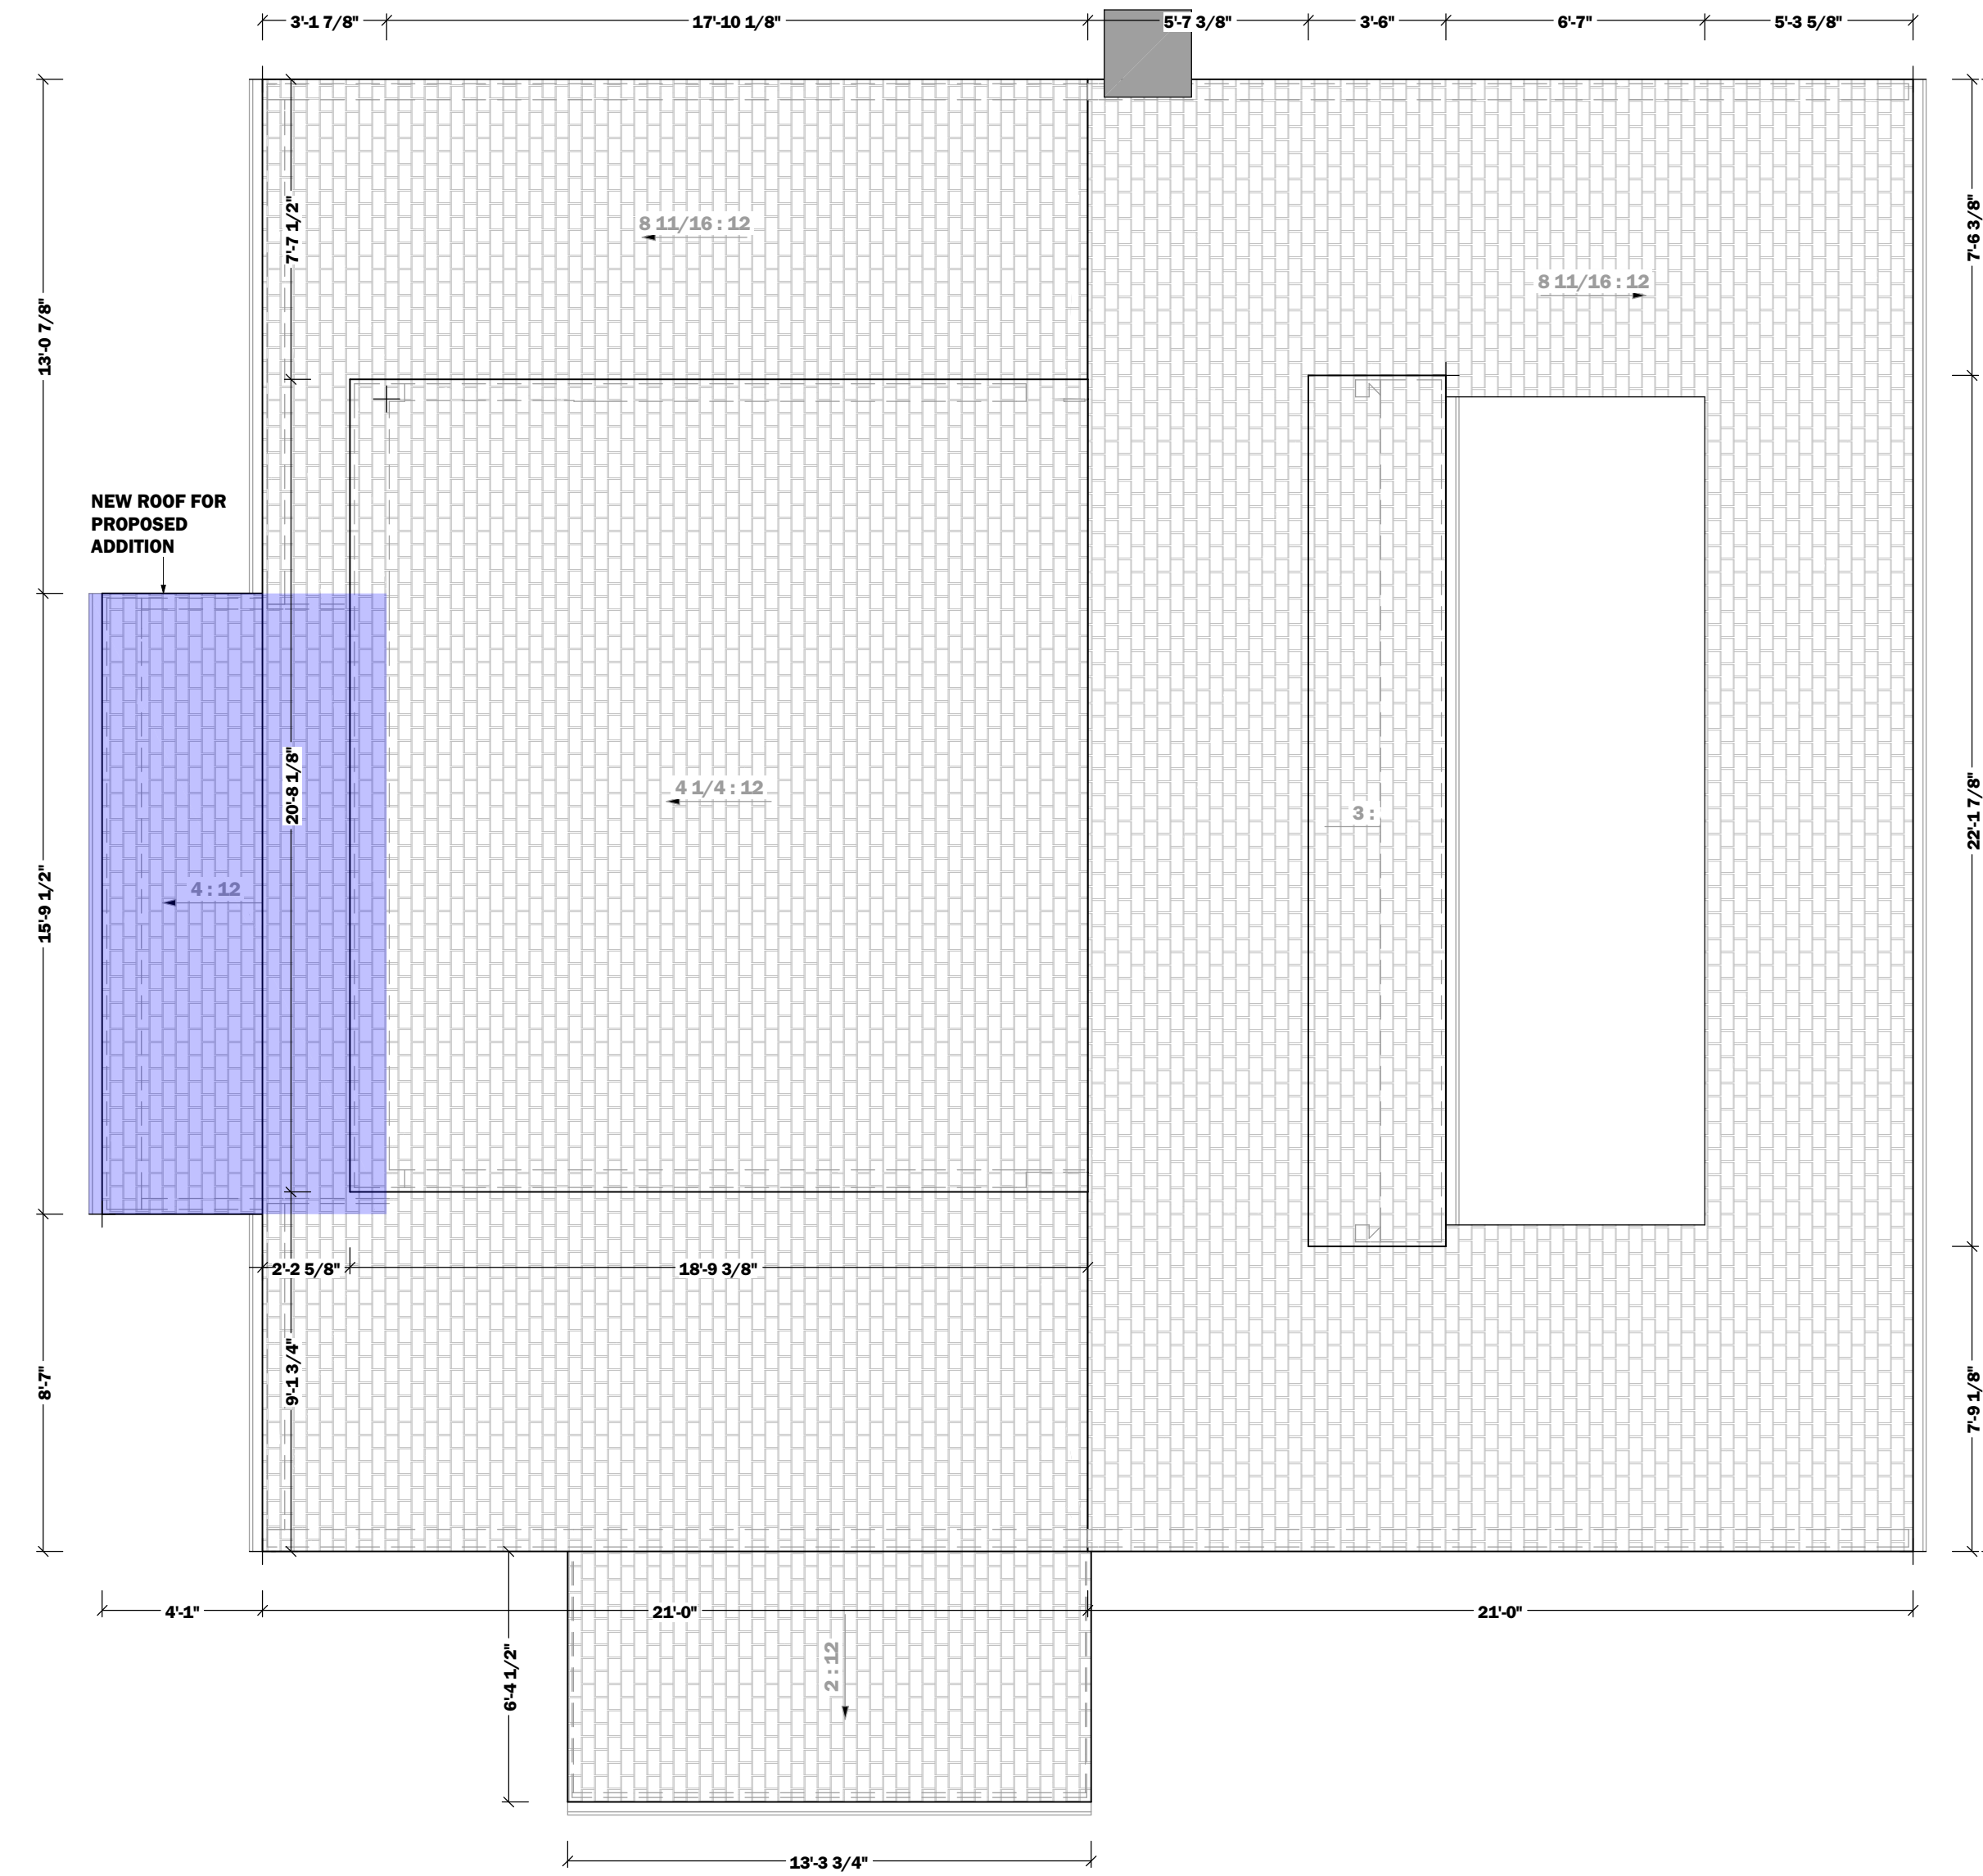 3'-1 7/8"
17'-10 1/8"
5'-7 3/8"
3'-6"
6'-7"
5'-3 5/8"
7'-7 1/2"
8 11/16 : 12
7'-6 3/8"
8 11/16 : 12
13'-0 7/8"
NEW ROOF FOR
PROPOSED
ADDITION
20'-8 1/8"
4 1/4 : 12
3 :
22'-1 7/8"
4 : 12
15'-9 1/2"
2'-2 5/8"
18'-9 3/8"
9'-1 3/4"
8'-7"
7'-9 1/8"
4'-1"
21'-0"
21'-0"
6'-4 1/2"
2 : 12
13'-3 3/4"